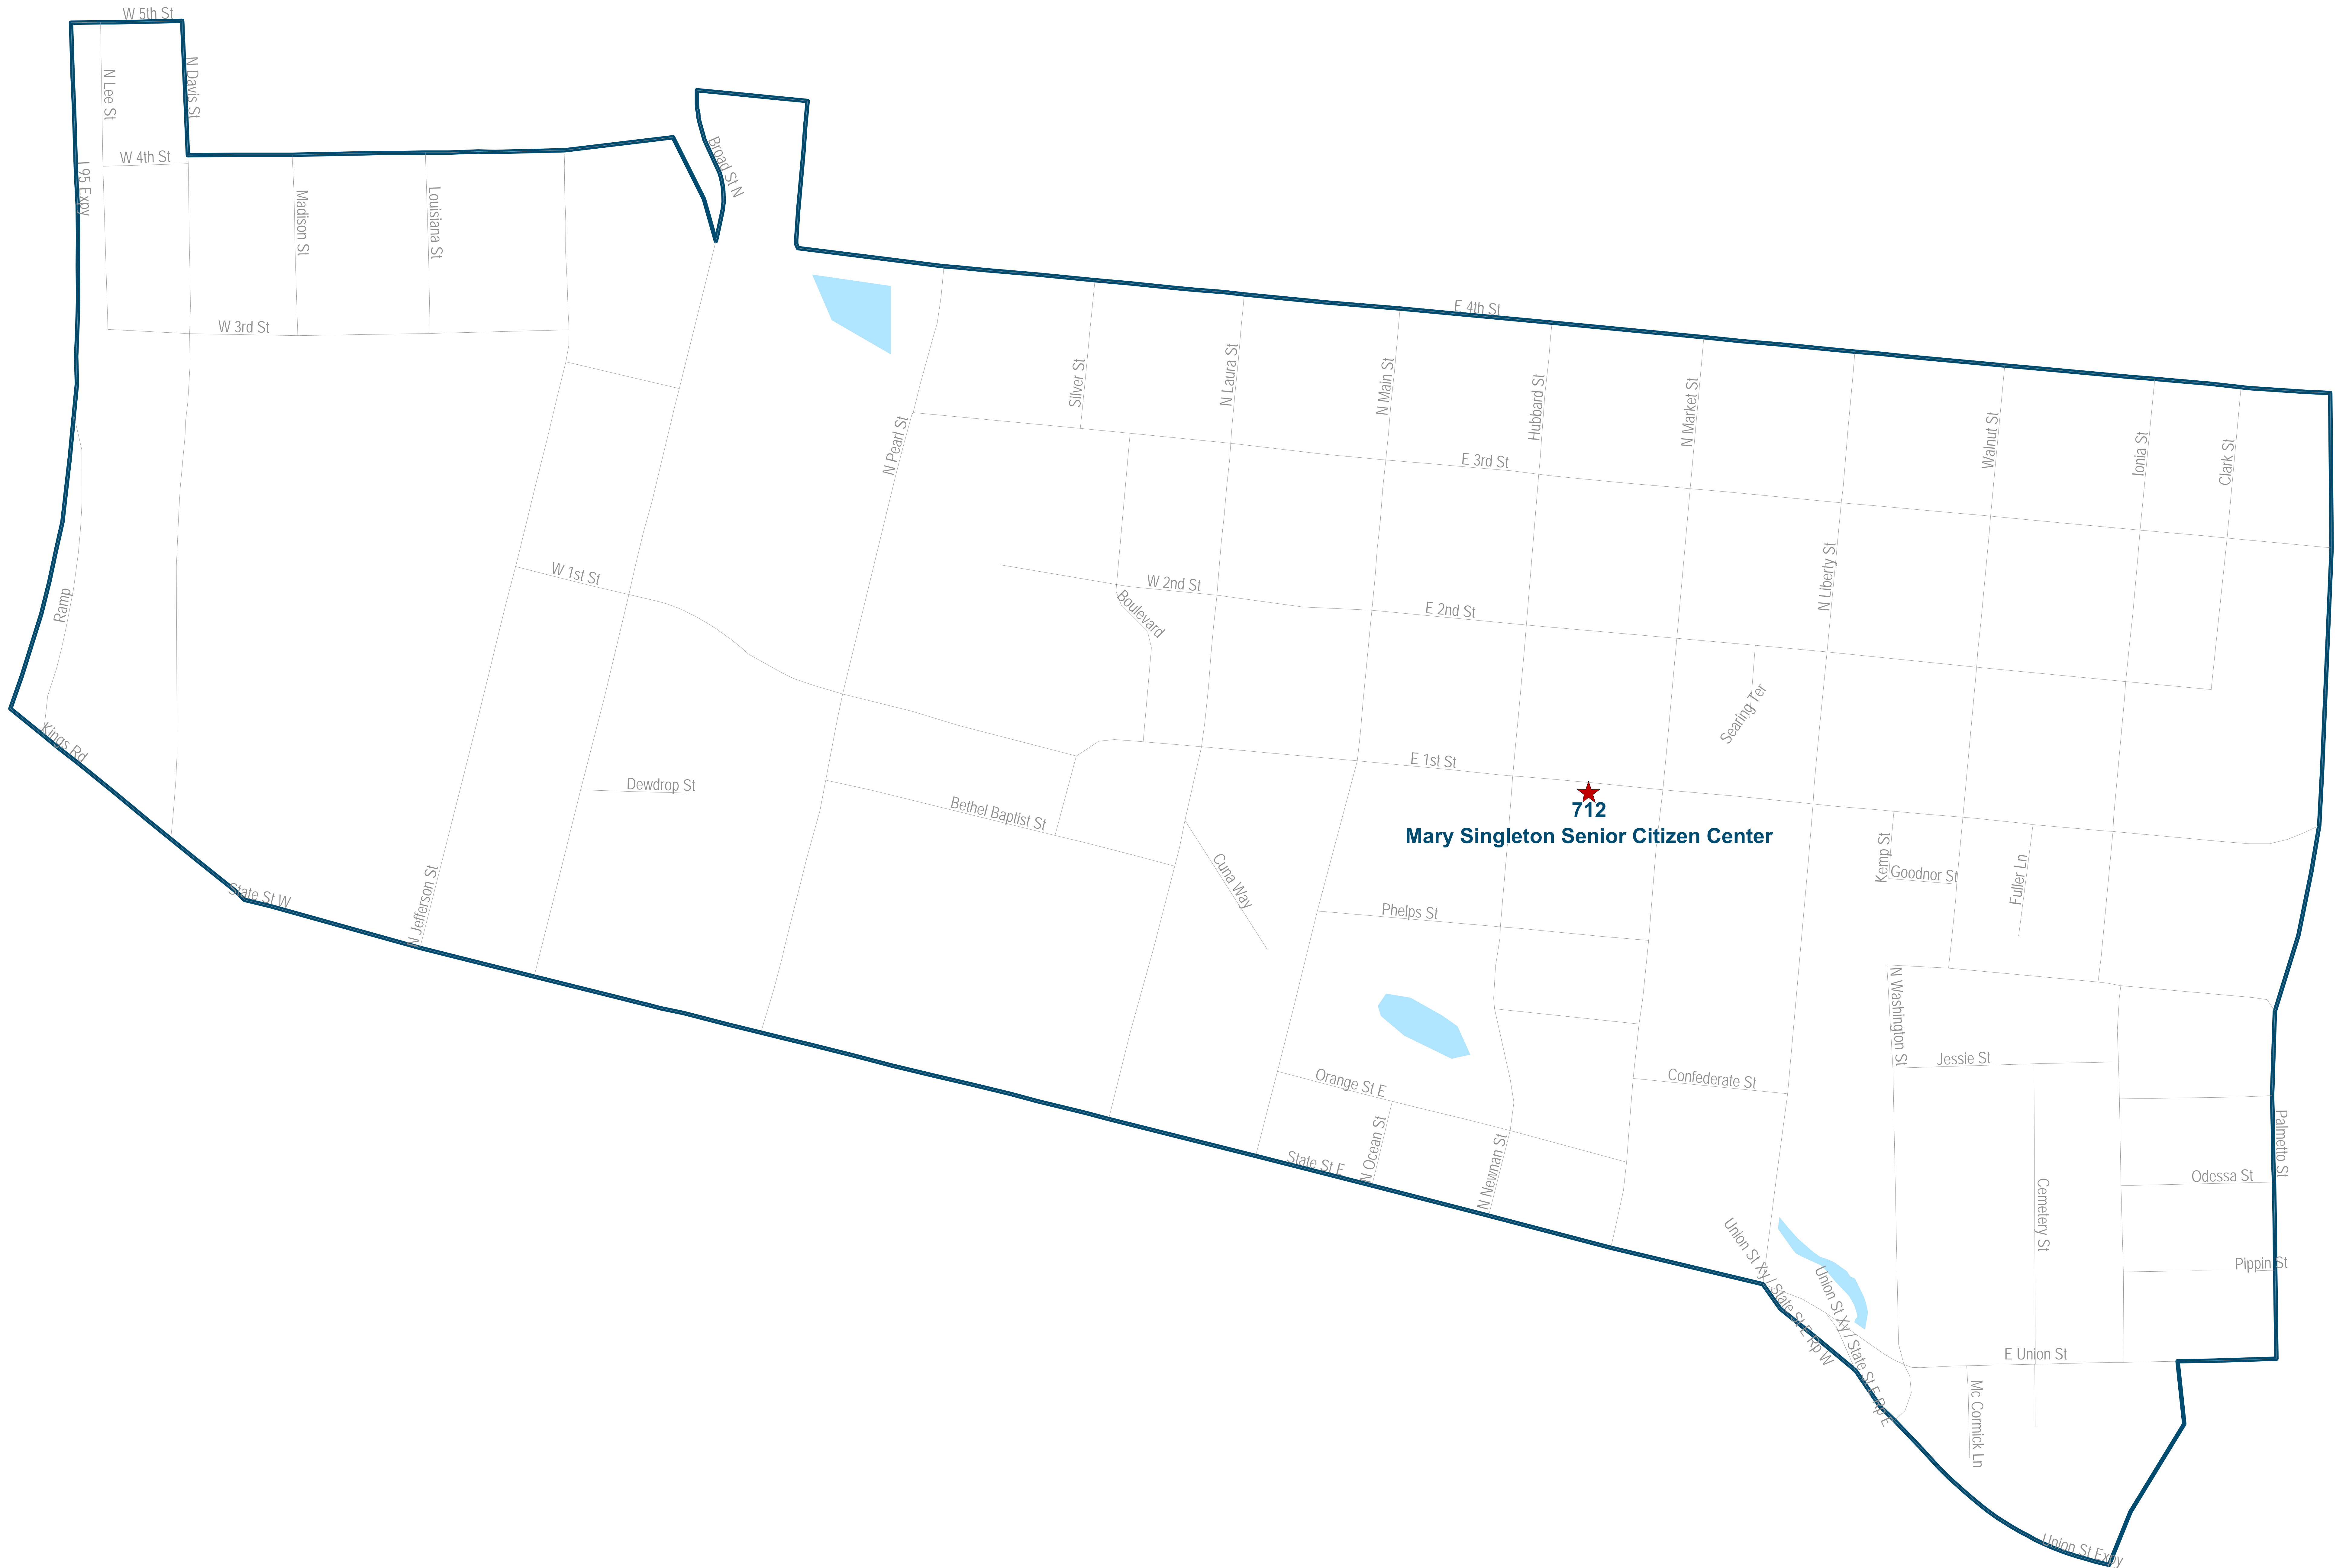 W 5th St
N Lee St
N Davis St
W 4th St
I 95 Expy
Madison St
Louisiana St
Broad St N
W 3rd St
E 4th St
Silver St
N Laura St
N Main St
Hubbard St
N Market St
Walnut St
Ionia St
Clark St
N Pearl St
E 3rd St
W 1st St
W 2nd St
E 2nd St
N Liberty St
Ramp
Boulevard
Searing Ter
Kings Rd
Dewdrop St
Bethel Baptist St
E 1st St
712
Mary Singleton Senior Citizen Center
Cuna Way
Kemp St
Goodnor St
Fuller Ln
State St W
N Jefferson St
Phelps St
N Washington St
Jessie St
Orange St E
Confederate St
N Ocean St
State St E
N Newnan St
Palmetto St
Odessa St
Cemetery St
Union St Xy / State St E Rp W
Union St Xy / State St E Rp E
Pippin St
E Union St
Mc Cormick Ln
Union St Expy